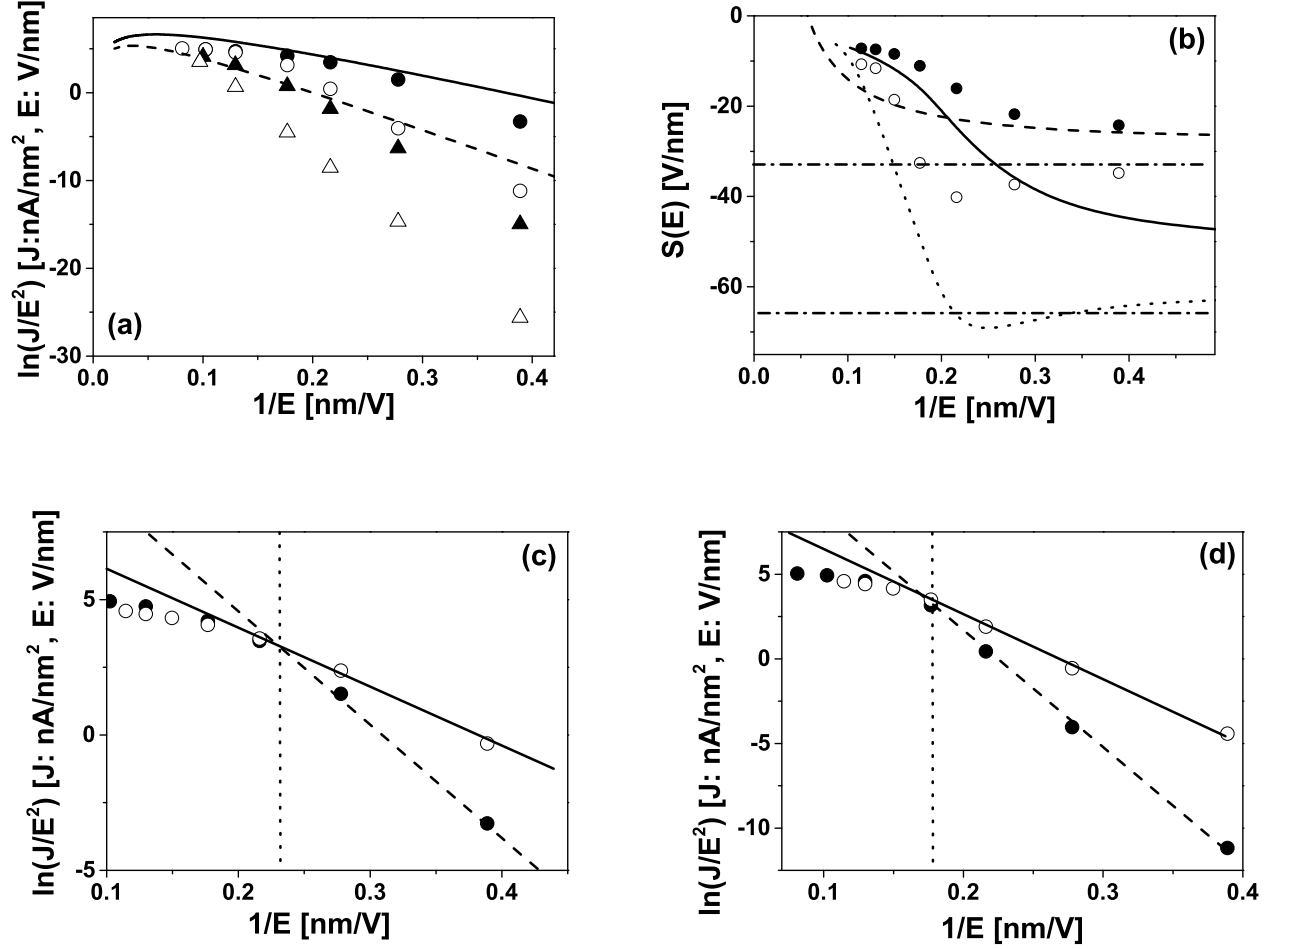 ln(J/E²) [J:nA/nm², E: V/nm]
0
-10
-20
-30
0.0
0.1
0.2
0.3
0.4
1/E [nm/V]
(a)
S(E) [V/nm]
0
-20
-40
-60
0.0
0.1
0.2
0.3
0.4
1/E [nm/V]
(b)
ln(J/E²) [J: nA/nm², E: V/nm]
5
0
-5
0.1
0.2
0.3
0.4
1/E [nm/V]
(c)
ln(J/E²) [J: nA/nm², E: V/nm]
5
0
-5
-10
0.1
0.2
0.3
0.4
1/E [nm/V]
(d)